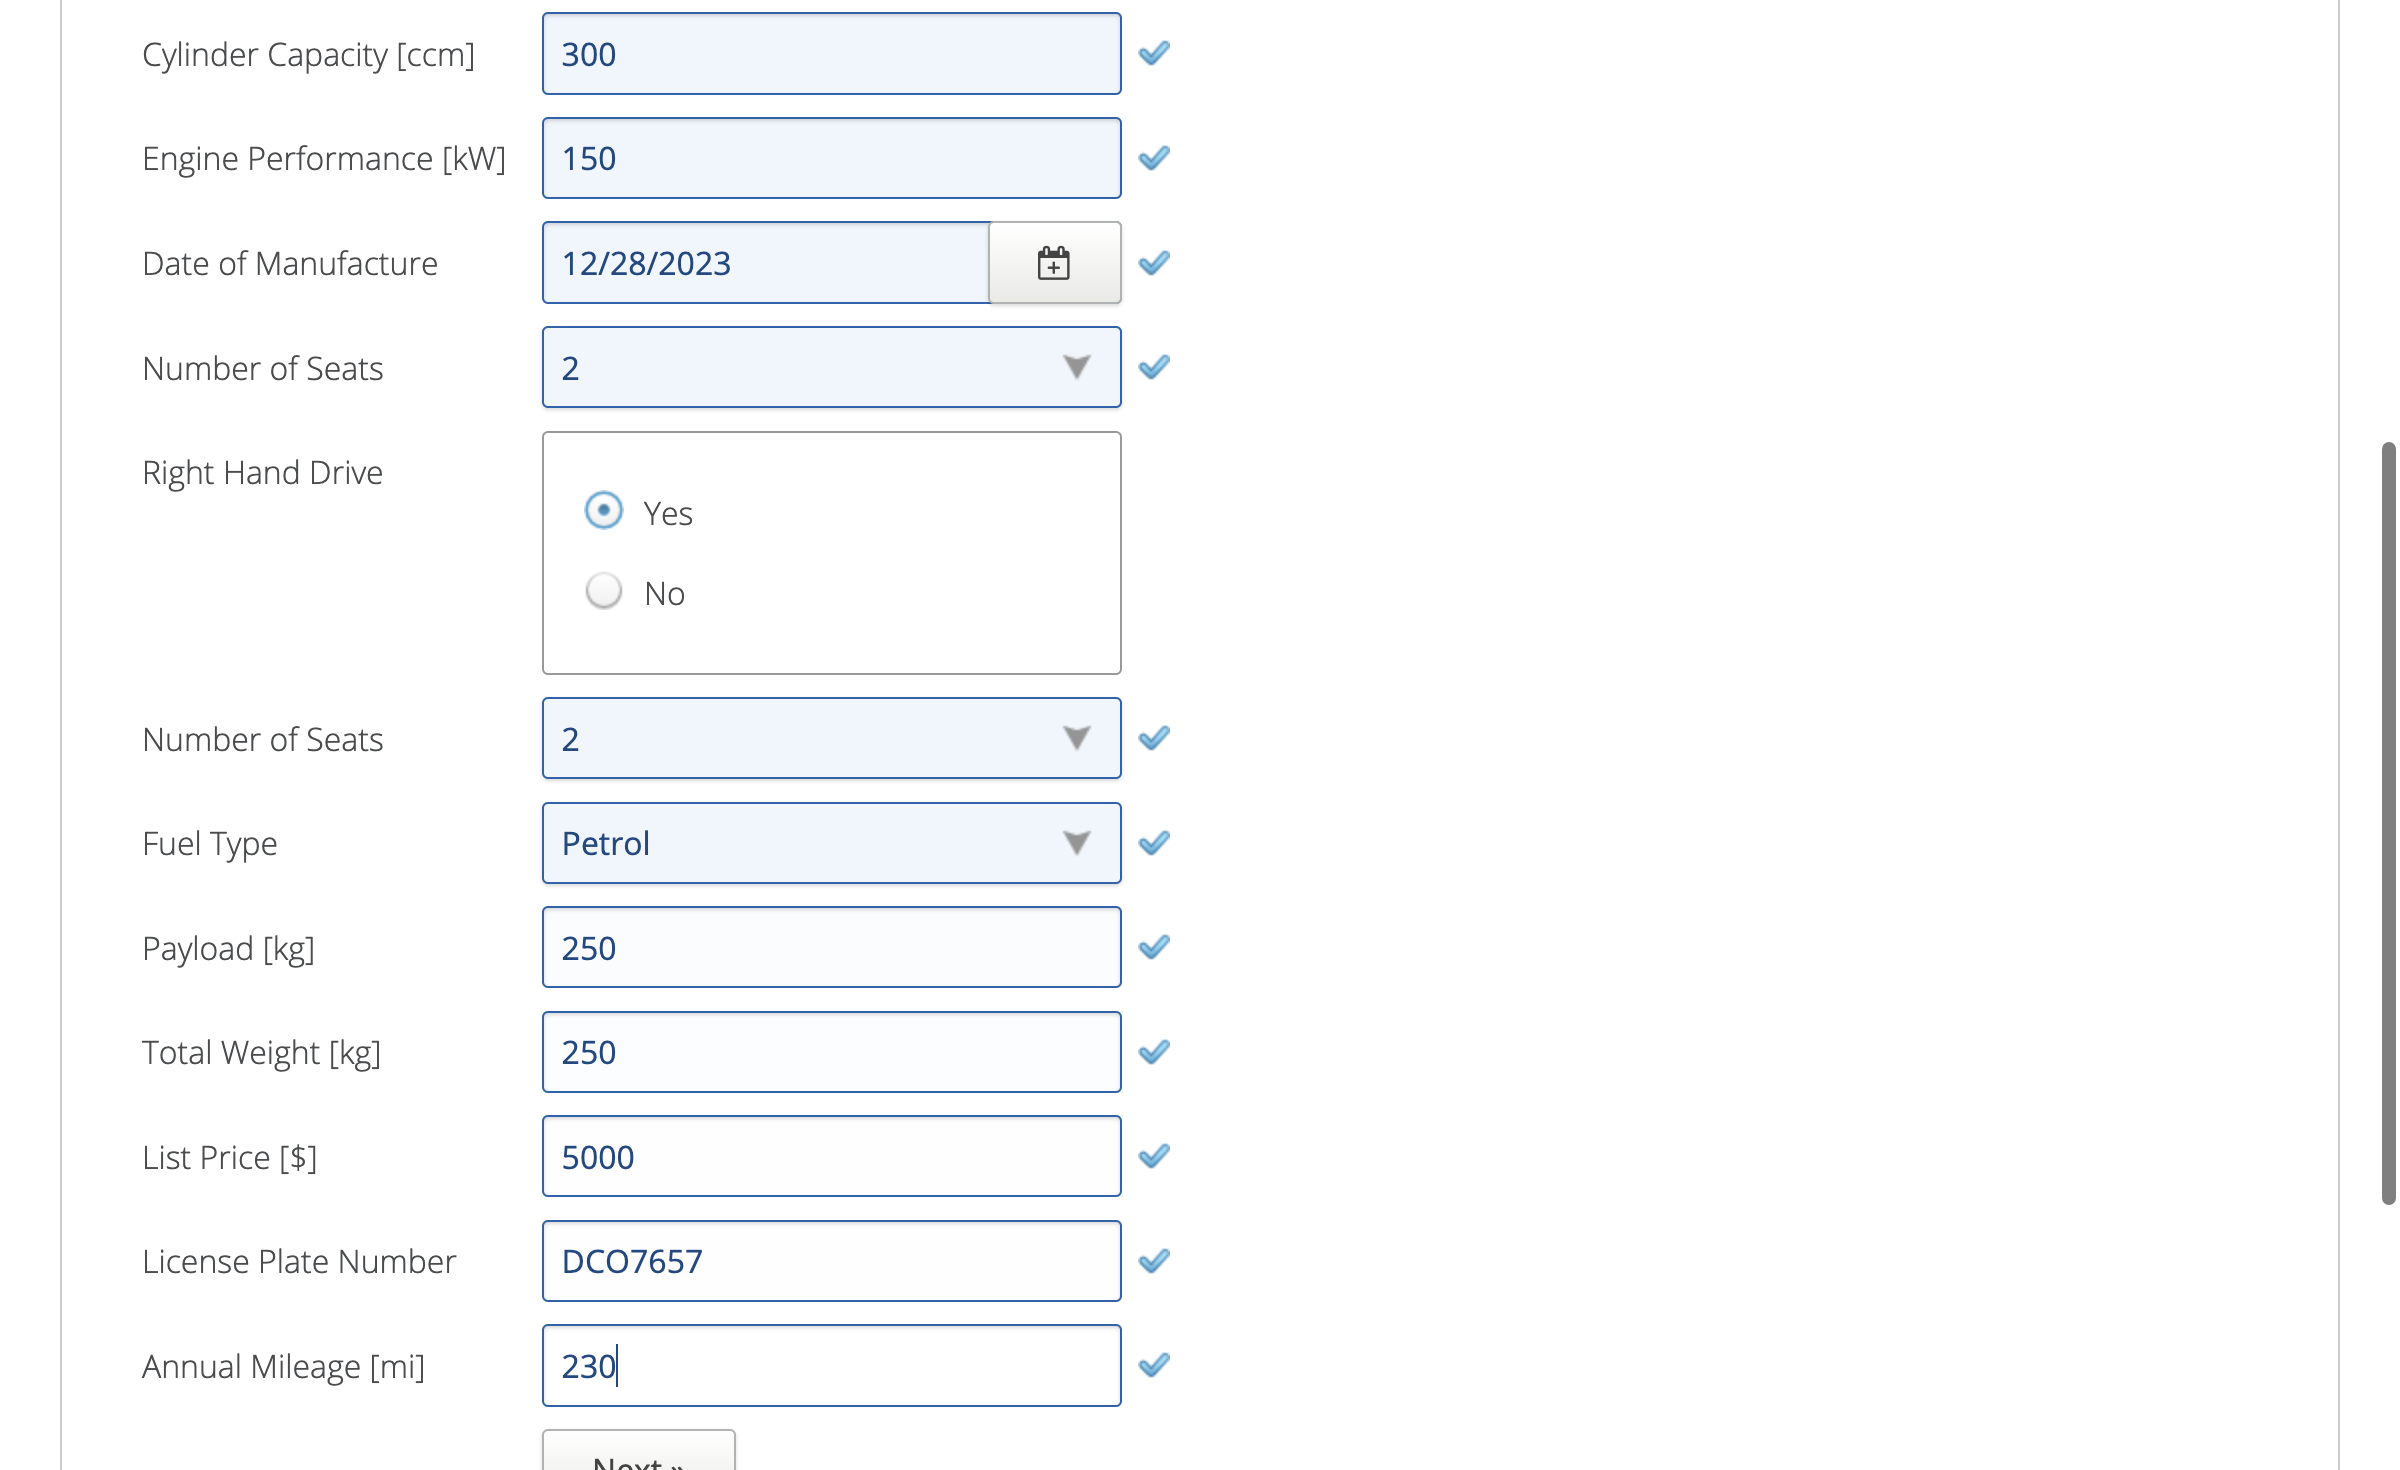 Cylinder Capacity [ccm] 300
Engine Performance [kW] 150
Date of Manufacture 12/28/2023
Number of Seats 2
Right Hand Drive
Yes
No
Number of Seats 2
Fuel Type Petrol
Payload [kg] 250
Total Weight [kg] 250
List Price [$] 5000
License Plate Number DCO7657
Annual Mileage [mi] 230
Next »